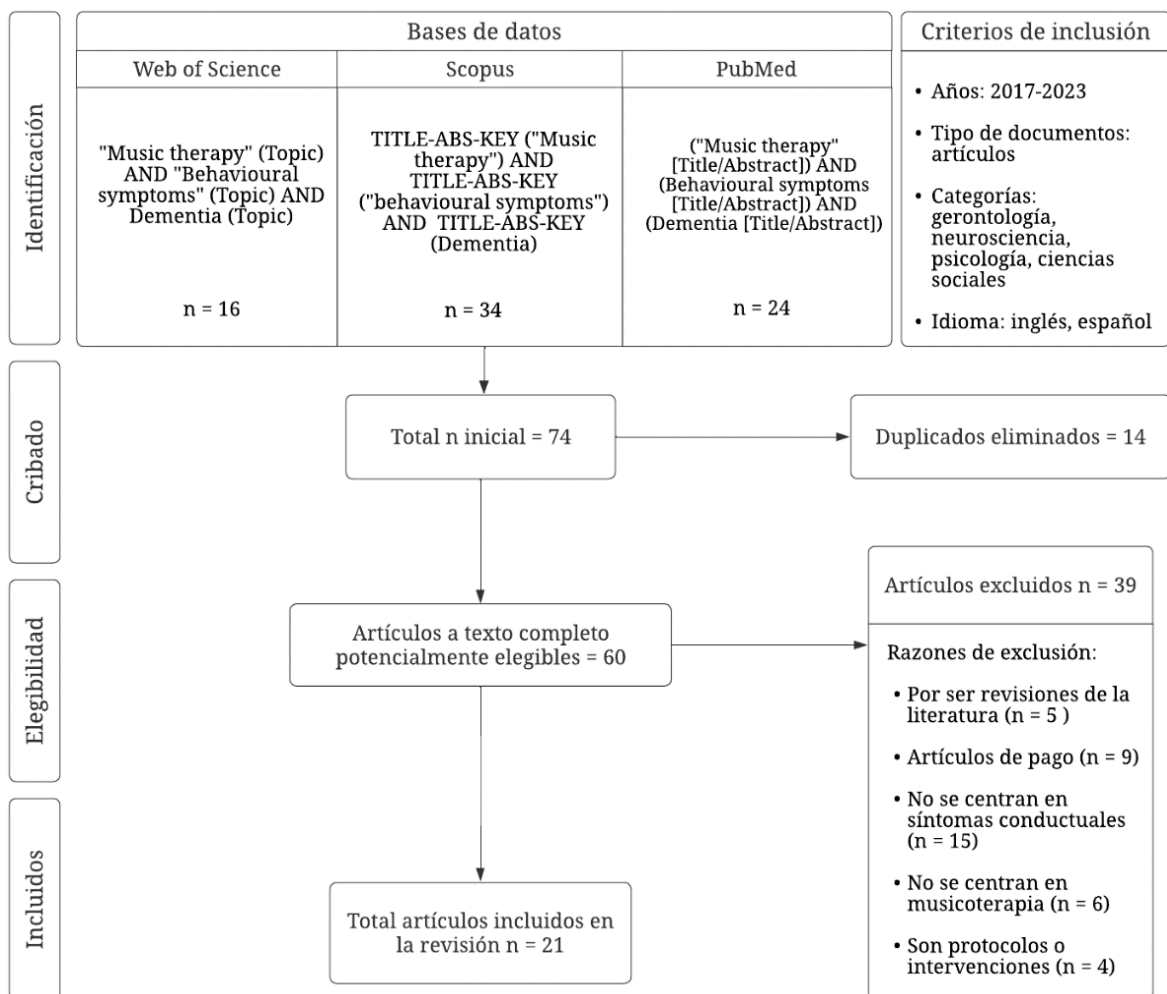 Identificación
Bases de datos
Web of Science
Scopus
PubMed
"Music therapy" (Topic)
AND "Behavioural
symptoms" (Topic) AND
Dementia (Topic)
n = 16
TITLE-ABS-KEY ("Music
therapy") AND
TITLE-ABS-KEY
("behavioural symptoms")
AND TITLE-ABS-KEY
(Dementia)
n = 34
("Music therapy"
[Title/Abstract]) AND
(Behavioural symptoms
[Title/Abstract]) AND
(Dementia [Title/Abstract])
n = 24
Criterios de inclusión
• Años: 2017-2023
• Tipo de documentos:
artículos
• Categorías:
gerontología,
neurosciencia,
psicología, ciencias
sociales
• Idioma: inglés, español
Cribado
Total n inicial = 74
Duplicados eliminados = 14
Elegibilidad
Artículos a texto completo
potencialmente elegibles = 60
Artículos excluidos n = 39
Razones de exclusión:
• Por ser revisiones de la
literatura (n = 5 )
• Artículos de pago (n = 9)
• No se centran en
síntomas conductuales
(n = 15)
• No se centran en
musicoterapia (n = 6)
• Son protocolos o
intervenciones (n = 4)
Incluidos
Total artículos incluidos en
la revisión n = 21